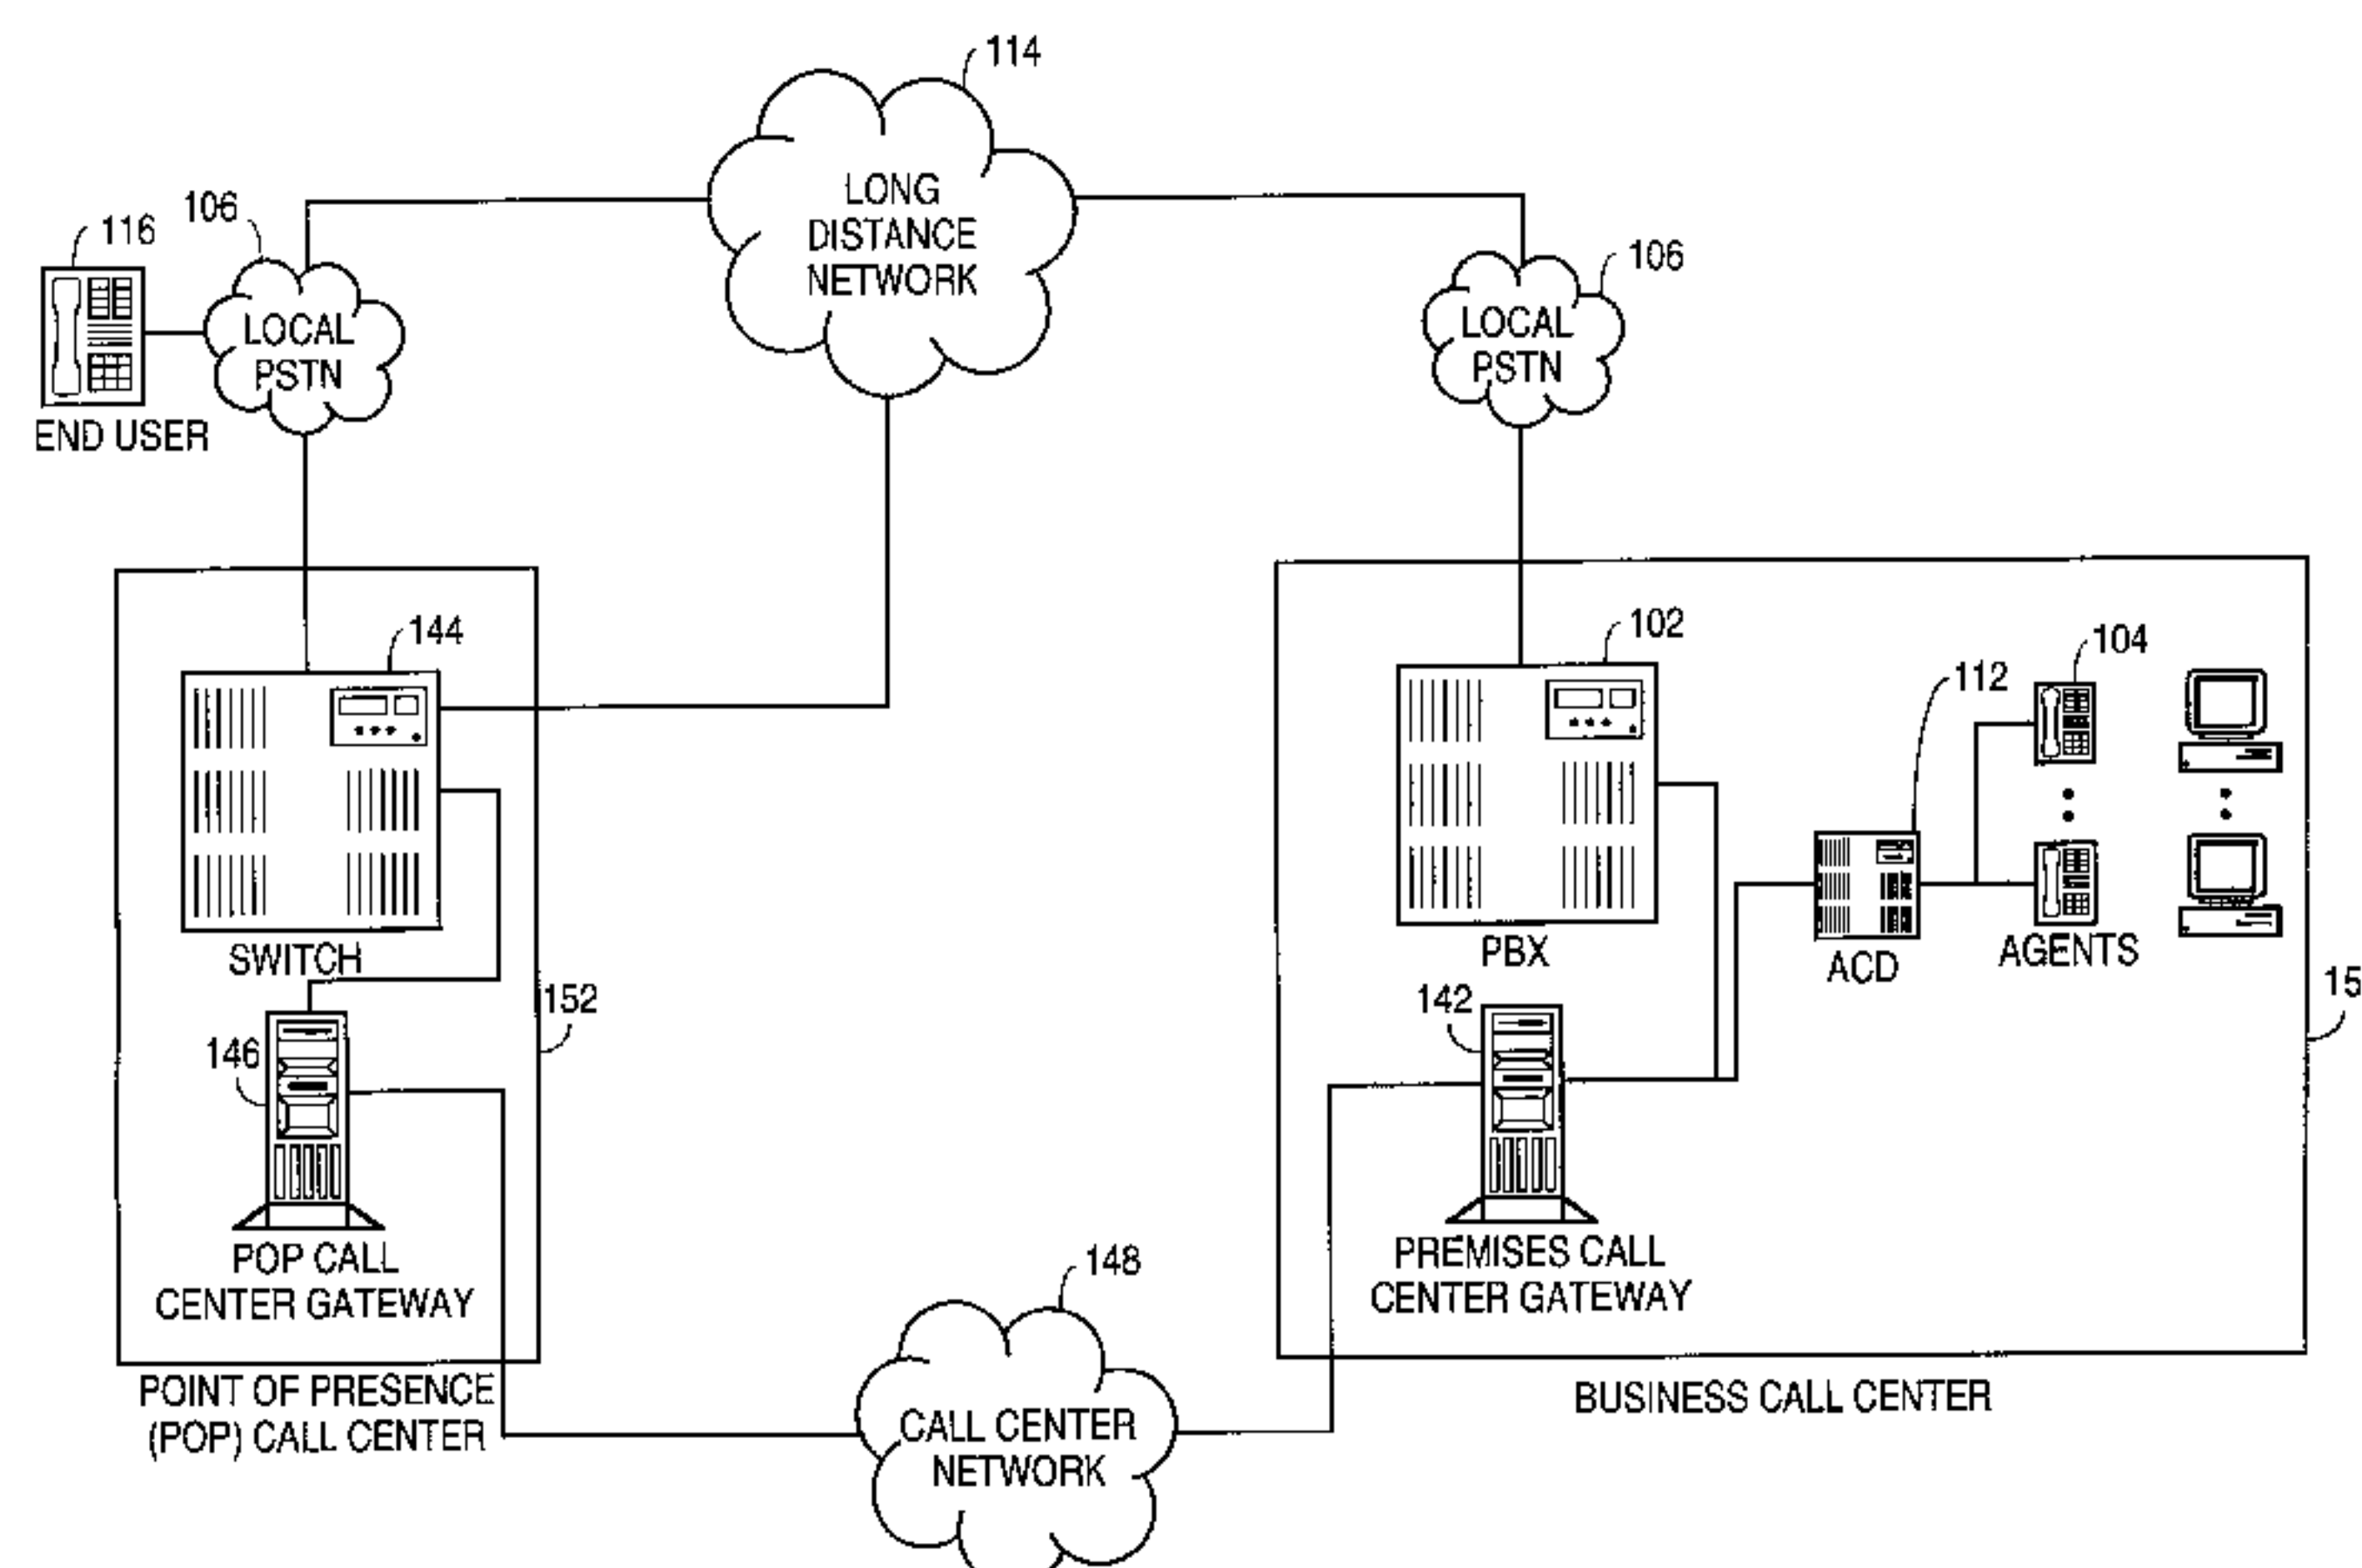 114
LONG
DISTANCE
NETWORK
116
106
LOCAL
PSTN
END USER
106
LOCAL
PSTN
144
SWITCH
152
146
POP CALL
CENTER GATEWAY
POINT OF PRESENCE
(POP) CALL CENTER
102
PBX
112
ACD
104
AGENTS
142
PREMISES CALL
CENTER GATEWAY
15
BUSINESS CALL CENTER
148
CALL CENTER
NETWORK